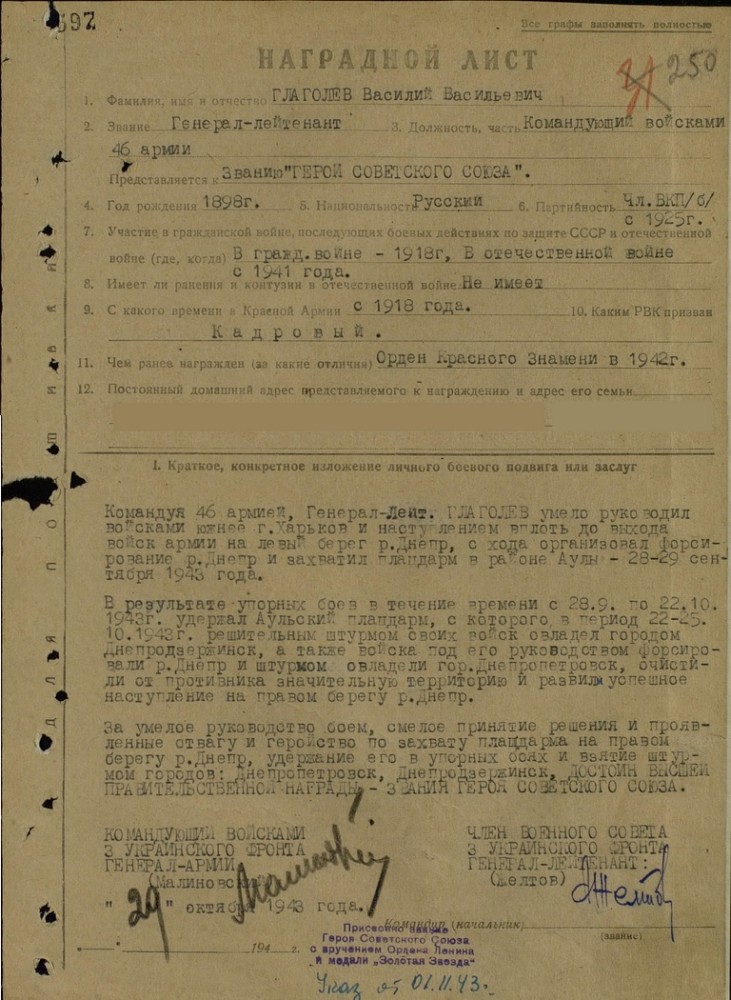 597
Все графы заполнять полностью
НАГРАДНОЙ ЛИСТ
250
1. Фамилия, имя и отчество ГЛАГОЛЕВ Василий Васильевич
2. Звание Генерал-лейтенант 3. Должность, часть Командующий войсками
46 армии
Представляется к Званию "ГЕРОЙ СОВЕТСКОГО СОЮЗА".
4. Год рождения 1898г. 5. Национальность Русский 6. Партийность Чл.ВКП/б/
с 1925г.
7. Участие в гражданской войне, последующих боевых действиях по защите СССР и отечественной
войне (где, когда) В гражд.войне - 1918г, В отечественной войне
с 1941 года.
8. Имеет ли ранения и контузии в отечественной войне Не имеет
9. С какого времени в Красной Армии с 1918 года. 10. Каким РВК призван
Кадровый.
11. Чем ранее награжден (за какие отличия) Орден Красного Знамени в 1942г.
12. Постоянный домашний адрес представляемого к награждению и адрес его семьи
I. Краткое, конкретное изложение личного боевого подвига или заслуг
Командуя 46 армией, Генерал-Лейт. ГЛАГОЛЕВ умело руководил
войсками южнее г.Харьков и наступлением вплоть до выхода
войск армии на левый берег р.Днепр, с хода организовал форси-
рование р.Днепр и захватил плацдарм в районе Аулы - 28-29 сен-
тября 1943 года.
В результате упорных боев в течение времени с 28.9. по 22.10.
1943г. удержал Аульский плацдарм, с которого в период 22-25.
10.1943г. решительным штурмом своих войск овладел городом
Днепродзержинск, а также войска под его руководством форсиро-
вали р.Днепр и штурмом овладели гор.Днепропетровск, очисти-
ли от противника значительную территорию и развили успешное
наступление на правом берегу р.Днепр.
За умелое руководство боем, смелое принятие решения и прояв-
ленные отвагу и геройство по захвату плацдарма на правом
берегу р.Днепр, удержание его в упорных боях и взятие штур-
мом городов: Днепропетровск, Днепродзержинск, ДОСТОИН ВЫСШЕЙ
ПРАВИТЕЛЬСТВЕННОЙ НАГРАДЫ - ЗВАНИЯ ГЕРОЯ СОВЕТСКОГО СОЮЗА.
КОМАНДУЮЩИЙ ВОЙСКАМИ ЧЛЕН ВОЕННОГО СОВЕТА
3 УКРАИНСКОГО ФРОНТА 3 УКРАИНСКОГО ФРОНТА
ГЕНЕРАЛ-АРМИИ ГЕНЕРАЛ-ЛЕЙТЕНАНТ:
(Малиновский) (Желтов)
"29" октября 1943 года.
Командир (начальник)
(звание)
194 г.
Присвоено звание
Героя Советского Союза
с вручением Ордена Ленина
и медали „Золотая Звезда"
Указ от 01.11.43.